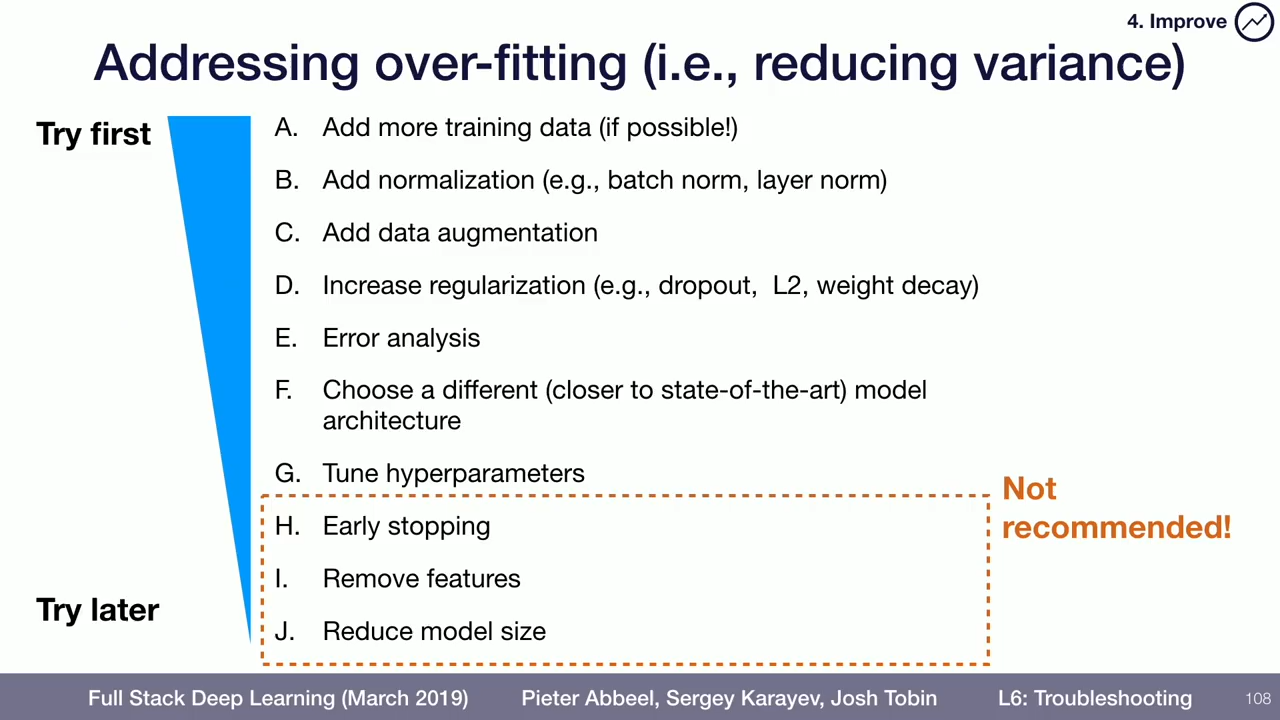 4. Improve
Addressing over-fitting (i.e., reducing variance)
Try first
A. Add more training data (if possible!)
B. Add normalization (e.g., batch norm, layer norm)
C. Add data augmentation
D. Increase regularization (e.g., dropout, L2, weight decay)
E. Error analysis
F. Choose a different (closer to state-of-the-art) model
architecture
G. Tune hyperparameters
Not
recommended!
H. Early stopping
I. Remove features
Try later
J. Reduce model size
Full Stack Deep Learning (March 2019) Pieter Abbeel, Sergey Karayev, Josh Tobin L6: Troubleshooting 108